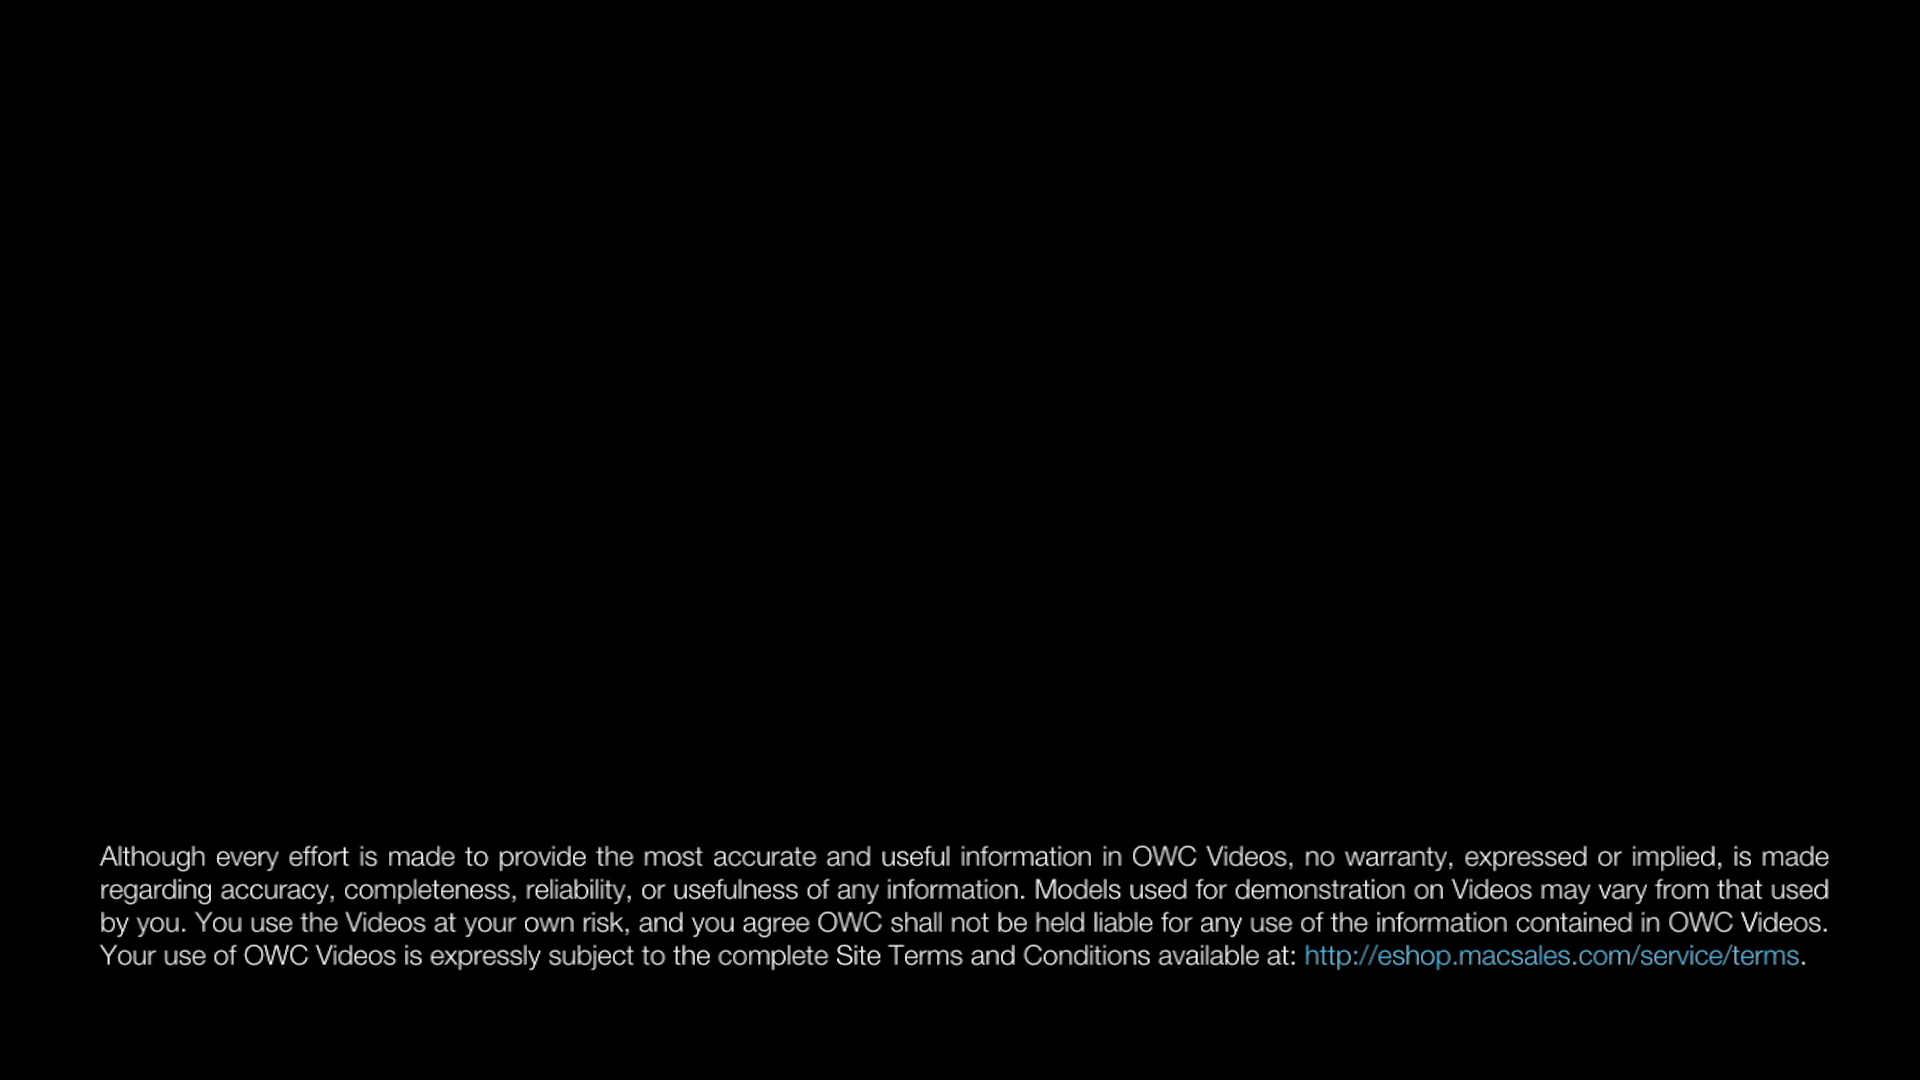 Although every effort is made to provide the most accurate and useful information in OWC Videos, no warranty, expressed or implied, is made
regarding accuracy, completeness, reliability, or usefulness of any information. Models used for demonstration on Videos may vary from that used
by you. You use the Videos at your own risk, and you agree OWC shall not be held liable for any use of the information contained in OWC Videos.
Your use of OWC Videos is expressly subject to the complete Site Terms and Conditions available at: http://eshop.macsales.com/service/terms.